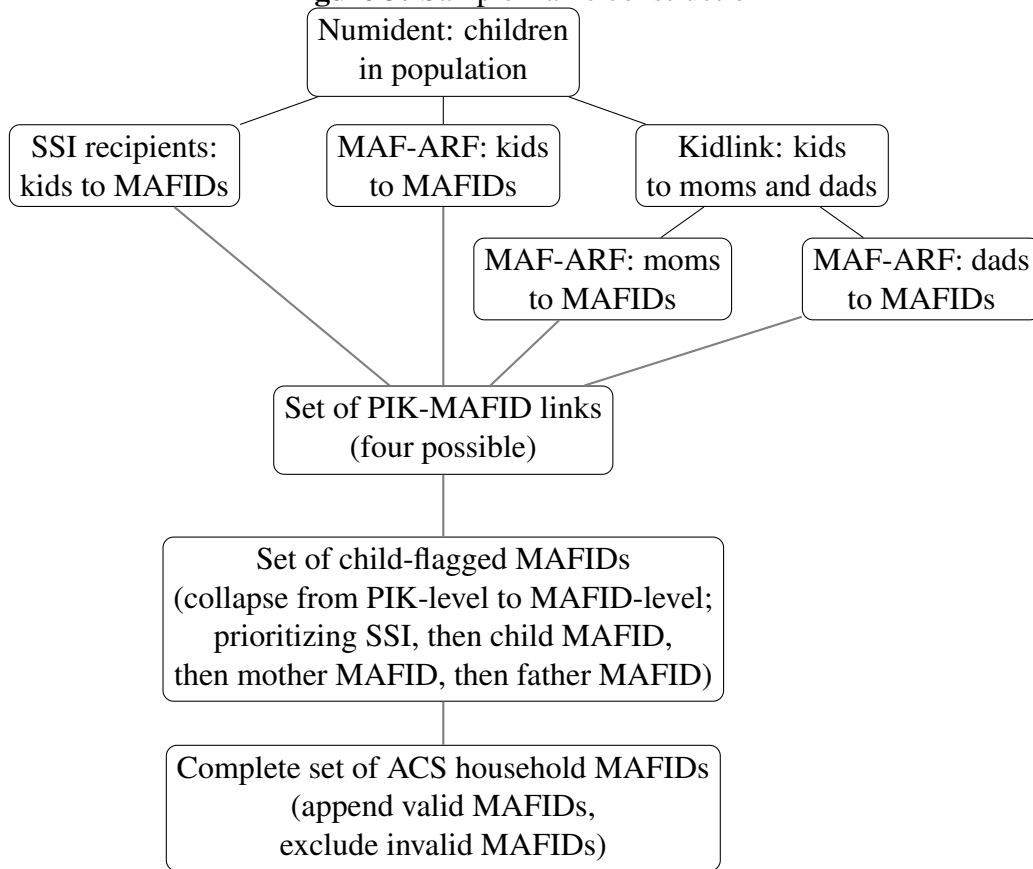 Numident: children
in population
SSI recipients:
kids to MAFIDs
MAF-ARF: kids
to MAFIDs
Kidlink: kids
to moms and dads
MAF-ARF: moms
to MAFIDs
MAF-ARF: dads
to MAFIDs
Set of PIK-MAFID links
(four possible)
Set of child-flagged MAFIDs
(collapse from PIK-level to MAFID-level;
prioritizing SSI, then child MAFID,
then mother MAFID, then father MAFID)
Complete set of ACS household MAFIDs
(append valid MAFIDs,
exclude invalid MAFIDs)